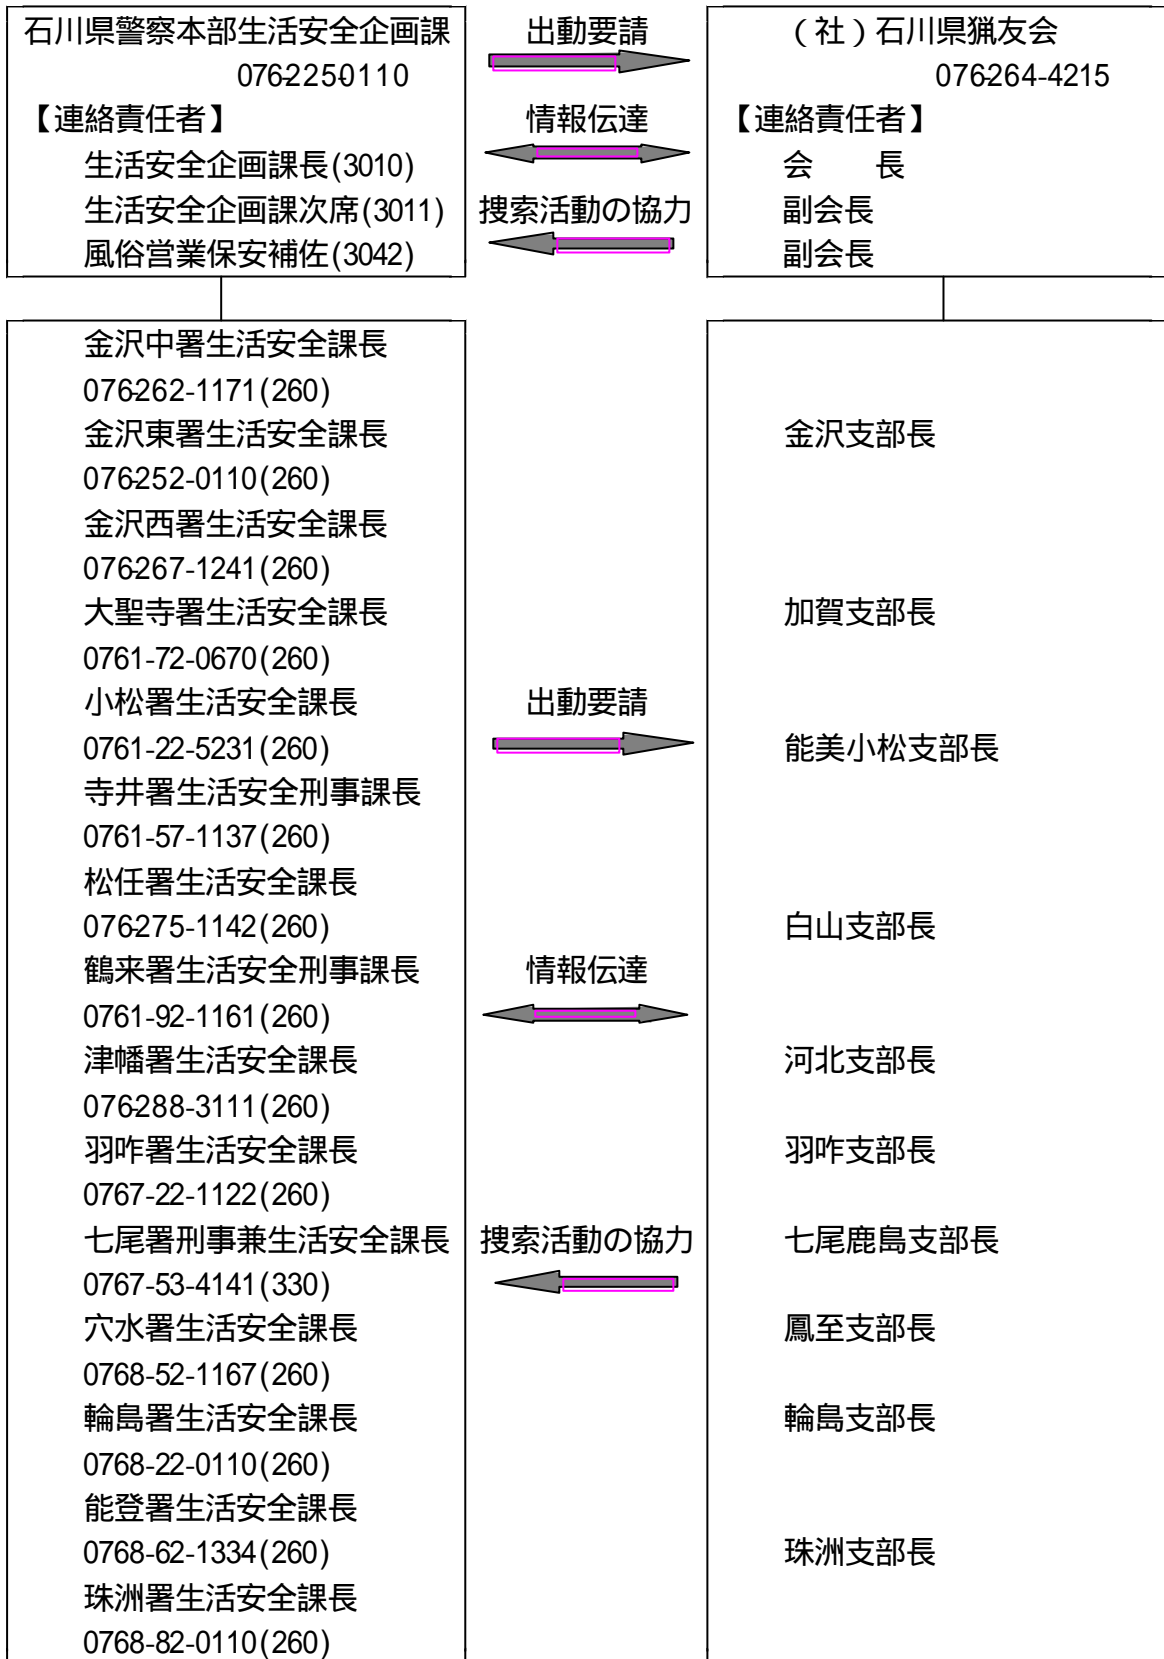 石川県警察本部生活安全企画課
076-225-0110
【連絡責任者】
生活安全企画課長(3010)
生活安全企画課次席(3011)
風俗営業保安補佐(3042)
出動要請
情報伝達
捜索活動の協力
（社）石川県猟友会
076-264-4215
【連絡責任者】
会　　長
副会長
副会長
金沢中署生活安全課長
076-262-1171(260)
金沢東署生活安全課長
076-252-0110(260)
金沢西署生活安全課長
076-267-1241(260)
大聖寺署生活安全課長
0761-72-0670(260)
小松署生活安全課長
0761-22-5231(260)
寺井署生活安全刑事課長
0761-57-1137(260)
松任署生活安全課長
076-275-1142(260)
鶴来署生活安全刑事課長
0761-92-1161(260)
津幡署生活安全課長
076-288-3111(260)
羽咋署生活安全課長
0767-22-1122(260)
七尾署刑事兼生活安全課長
0767-53-4141(330)
穴水署生活安全課長
0768-52-1167(260)
輪島署生活安全課長
0768-22-0110(260)
能登署生活安全課長
0768-62-1334(260)
珠洲署生活安全課長
0768-82-0110(260)
出動要請
情報伝達
捜索活動の協力
金沢支部長
加賀支部長
能美小松支部長
白山支部長
河北支部長
羽咋支部長
七尾鹿島支部長
鳳至支部長
輪島支部長
珠洲支部長